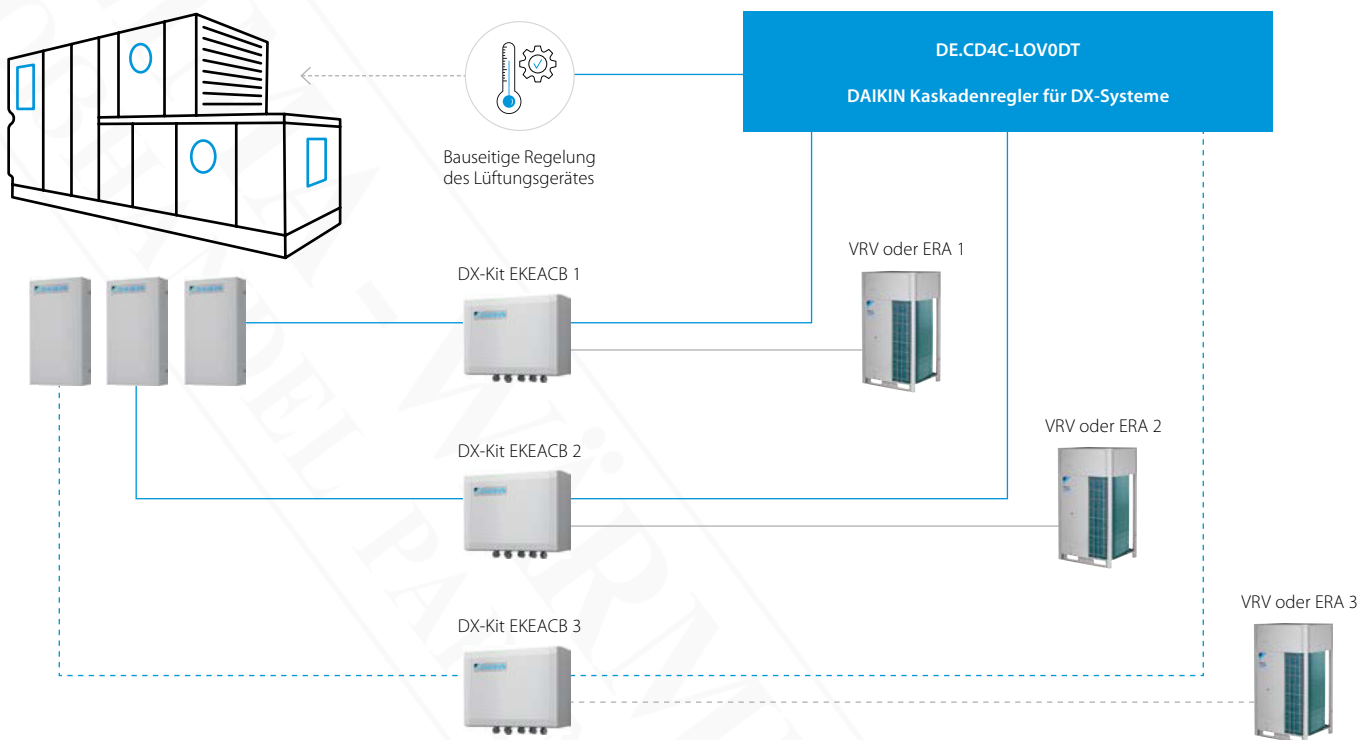 DE.CD4C-LOV0DT
DAIKIN Kaskadenregler für DX-Systeme
Bauseitige Regelung
des Lüftungsgerätes
VRV oder ERA 1
DX-Kit EKEACB 1
VRV oder ERA 2
DX-Kit EKEACB 2
VRV oder ERA 3
DX-Kit EKEACB 3